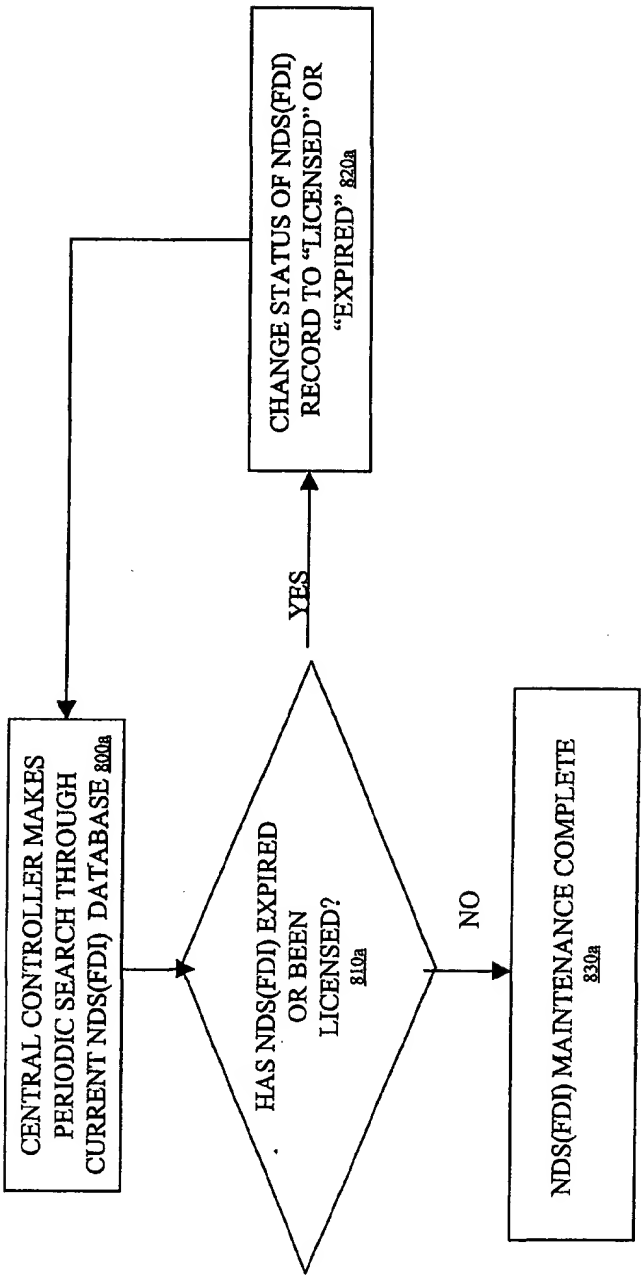 CENTRAL CONTROLLER MAKES
PERIODIC SEARCH THROUGH
CURRENT NDS(FDI) DATABASE 800a
HAS NDS(FDI) EXPIRED
OR BEEN
LICENSED?
810a
YES
CHANGE STATUS OF NDS(FDI)
RECORD TO “LICENSED” OR
“EXPIRED” 820a
NO
NDS(FDI) MAINTENANCE COMPLETE
830a